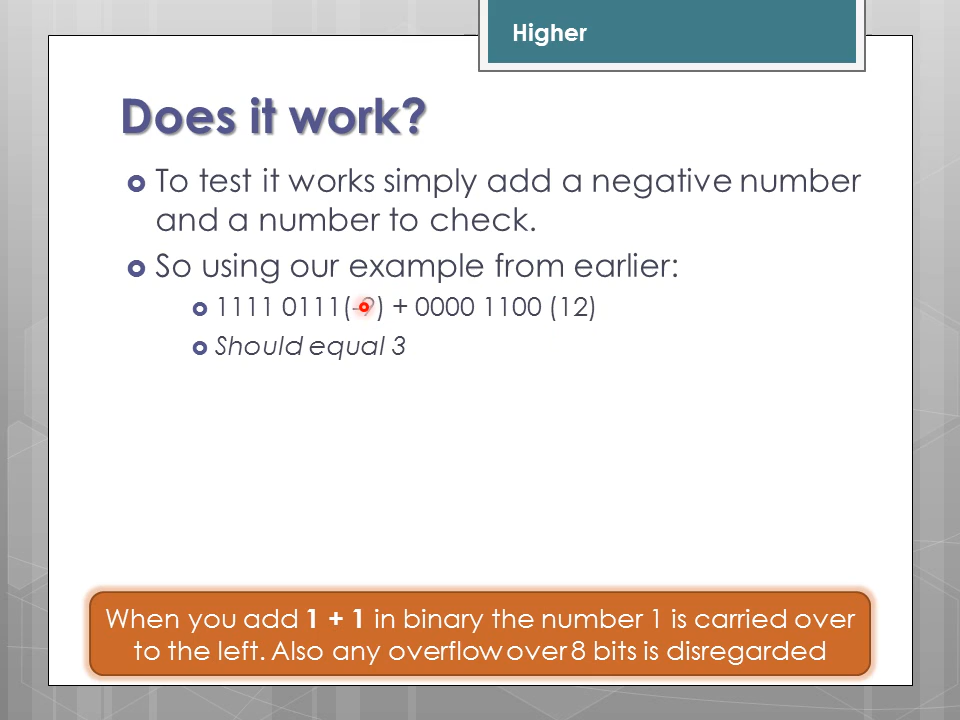 Higher
Does it work?
To test it works simply add a negative number
and a number to check.
So using our example from earlier:
1111 0111(-9) + 0000 1100 (12)
Should equal 3
When you add 1 + 1 in binary the number 1 is carried over
to the left. Also any overflow over 8 bits is disregarded